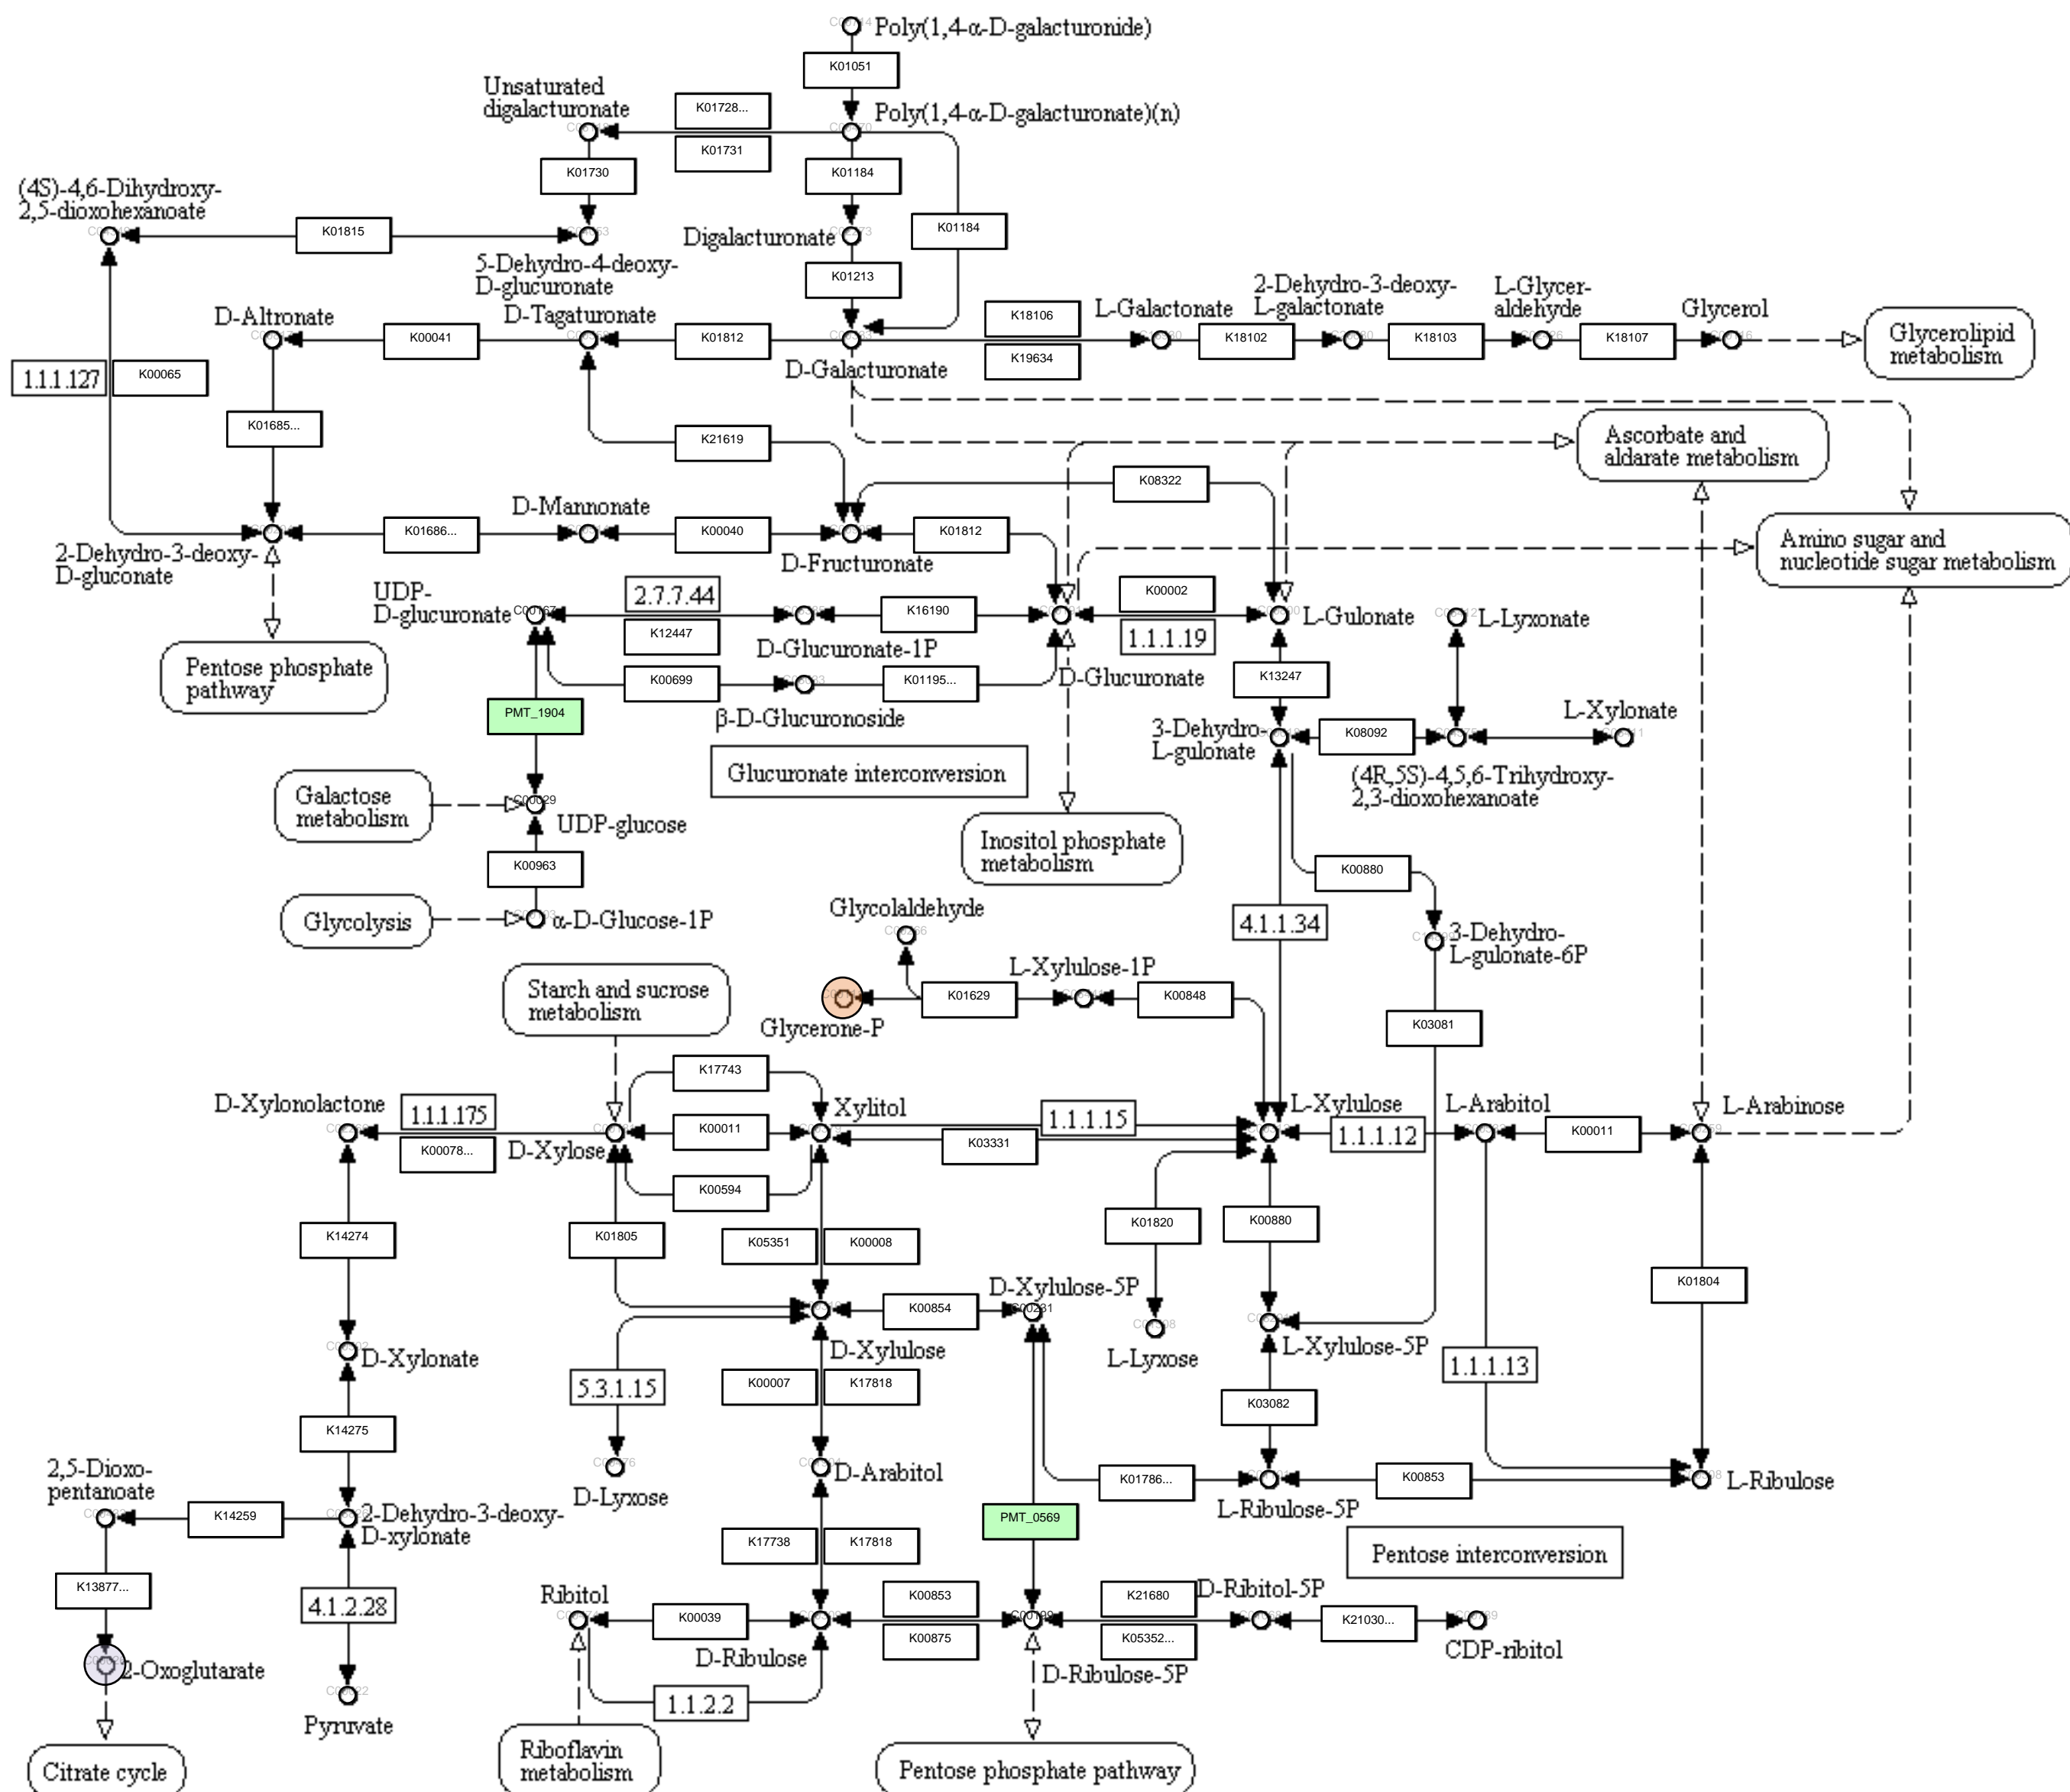 Poly(1,4-α-D-galacturonide)
K01051
Unsaturated
digalacturonate
K01728...
Poly(1,4-α-D-galacturonate)(n)
K01731
K01730
K01184
(4S)-4,6-Dihydroxy-
2,5-dioxohexanoate
K01815
Digalacturonate
K01184
5-Dehydro-4-deoxy-
D-glucuronate
K01213
D-Altronate
D-Tagaturonate
K18106
L-Galactonate
2-Dehydro-3-deoxy-
L-galactonate
L-Glycer-
aldehyde
Glycerol
K00041
K01812
K18102
K18103
K18107
Glycerolipid
metabolism
K19634
D-Galacturonate
1.1.1.127
K00065
K01685...
K21619
Ascorbate and
aldarate metabolism
K08322
D-Mannonate
K01686...
K00040
K01812
2-Dehydro-3-deoxy-
D-gluconate
D-Fructuronate
Amino sugar and
nucleotide sugar metabolism
UDP-
D-glucuronate
C00167
2.7.7.44
K12447
K16190
K00002
1.1.1.19
L-Gulonate
L-Lyxonate
D-Glucuronate-1P
Pentose phosphate
pathway
K00699
K01195...
D-Glucuronate
K13247
PMT_1904
β-D-Glucuronoside
3-Dehydro-
L-gulonate
K08092
L-Xylonate
Glucuronate interconversion
(4R,5S)-4,5,6-Trihydroxy-
2,3-dioxohexanoate
Galactose
metabolism
C00029
UDP-glucose
Inositol phosphate
metabolism
K00963
K00880
Glycolysis
α-D-Glucose-1P
Glycolaldehyde
4.1.1.34
3-Dehydro-
L-gulonate-6P
Starch and sucrose
metabolism
L-Xylulose-1P
K01629
K00848
Glycerone-P
K03081
K17743
D-Xylonolactone
1.1.1.175
K00078...
D-Xylose
K00011
Xylitol
1.1.1.15
K03331
L-Xylulose
1.1.1.12
L-Arabitol
K00011
L-Arabinose
K00594
K14274
K01805
K05351
K00008
K01820
K00880
K01804
D-Xylulose-5P
K00854
C00231
D-Xylulose
L-Lyxose
L-Xylulose-5P
D-Xylonate
5.3.1.15
K00007
K17818
1.1.1.13
K03082
K14275
2,5-Dioxo-
pentanoate
D-Arabitol
D-Lyxose
K01786...
K00853
L-Ribulose
L-Ribulose-5P
K14259
2-Dehydro-3-deoxy-
D-xylonate
PMT_0569
K17738
K17818
Pentose interconversion
K13877...
4.1.2.28
Ribitol
K00039
K00853
K00875
C00199
K21680
K05352...
D-Ribitol-5P
K21030...
CDP-ribitol
2-Oxoglutarate
D-Ribulose
D-Ribulose-5P
1.1.2.2
Pyruvate
Citrate cycle
Riboflavin
metabolism
Pentose phosphate pathway